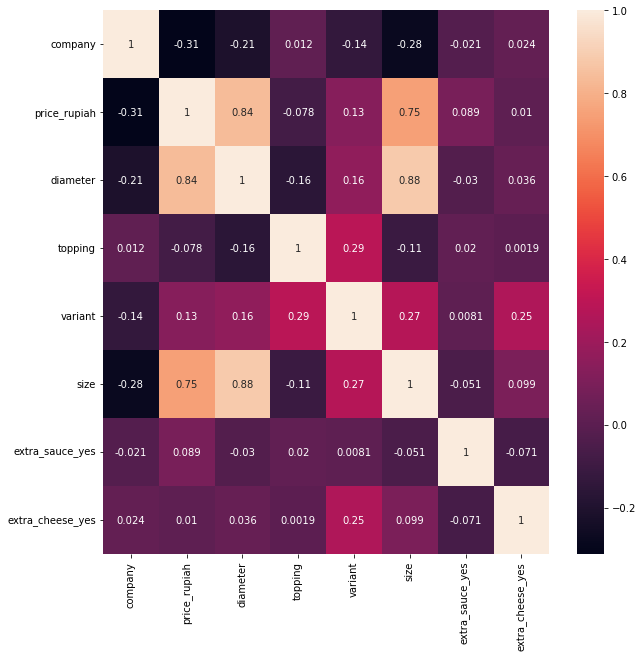 company 1 -0.31 -0.21 0.012 -0.14 -0.28 -0.021 0.024
price_rupiah -0.31 1 0.84 -0.078 0.13 0.75 0.089 0.01
diameter -0.21 0.84 1 -0.16 0.16 0.88 -0.03 0.036
topping 0.012 -0.078 -0.16 1 0.29 -0.11 0.02 0.0019
variant -0.14 0.13 0.16 0.29 1 0.27 0.0081 0.25
size -0.28 0.75 0.88 -0.11 0.27 1 -0.051 0.099
extra_sauce_yes -0.021 0.089 -0.03 0.02 0.0081 -0.051 1 -0.071
extra_cheese_yes 0.024 0.01 0.036 0.0019 0.25 0.099 -0.071 1
company price_rupiah diameter topping variant size extra_sauce_yes extra_cheese_yes
1.0
0.8
0.6
0.4
0.2
0.0
−0.2